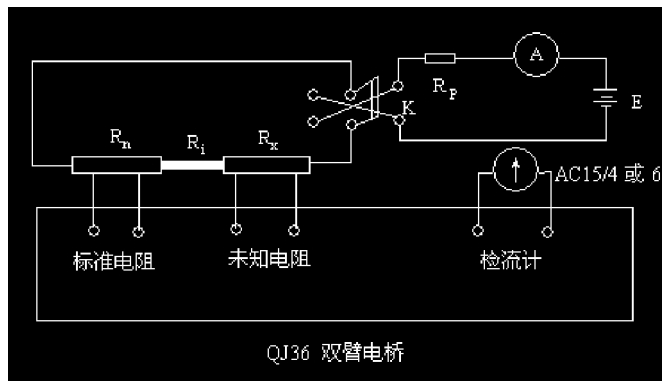 A
R_P
K
E
R_n
R_i
R_x
AC15/4 或 6
标准电阻
未知电阻
检流计
QJ36 双臂电桥